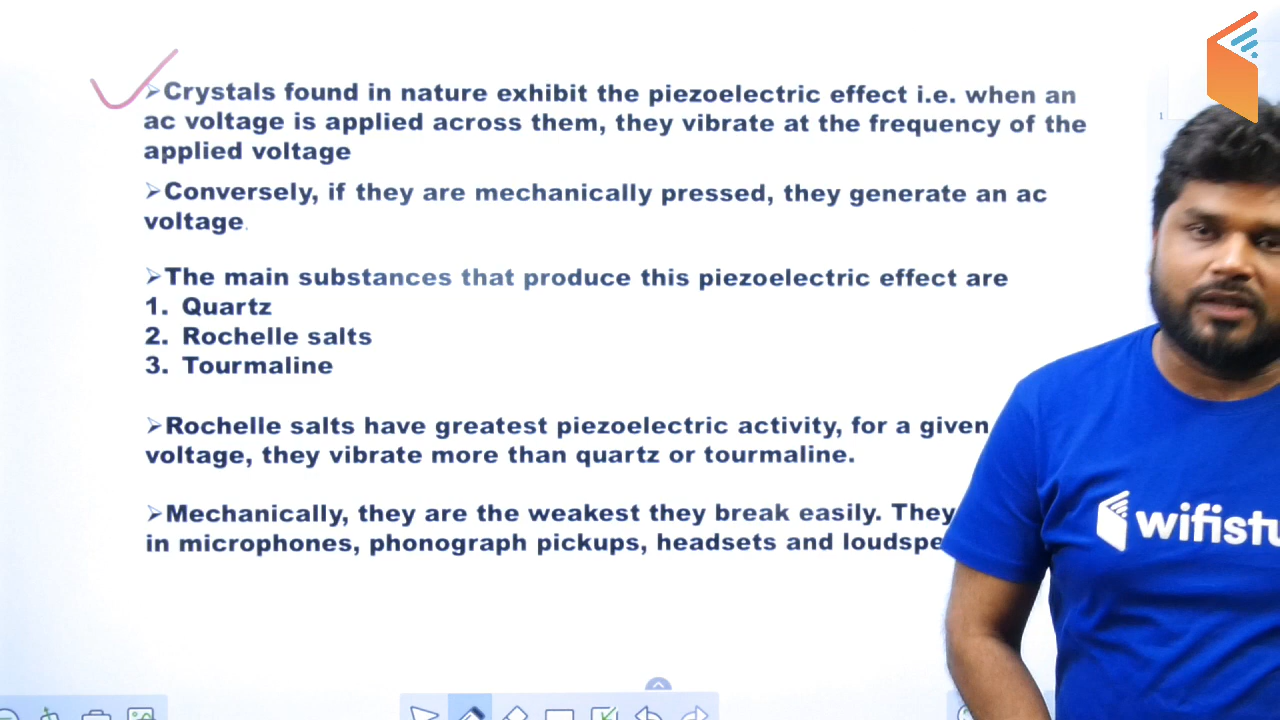 ➢Crystals found in nature exhibit the piezoelectric effect i.e. when an
ac voltage is applied across them, they vibrate at the frequency of the
applied voltage
➢Conversely, if they are mechanically pressed, they generate an ac
voltage.
➢The main substances that produce this piezoelectric effect are
1. Quartz
2. Rochelle salts
3. Tourmaline
➢Rochelle salts have greatest piezoelectric activity, for a given
voltage, they vibrate more than quartz or tourmaline.
➢Mechanically, they are the weakest they break easily. They
in microphones, phonograph pickups, headsets and
1
wifistu